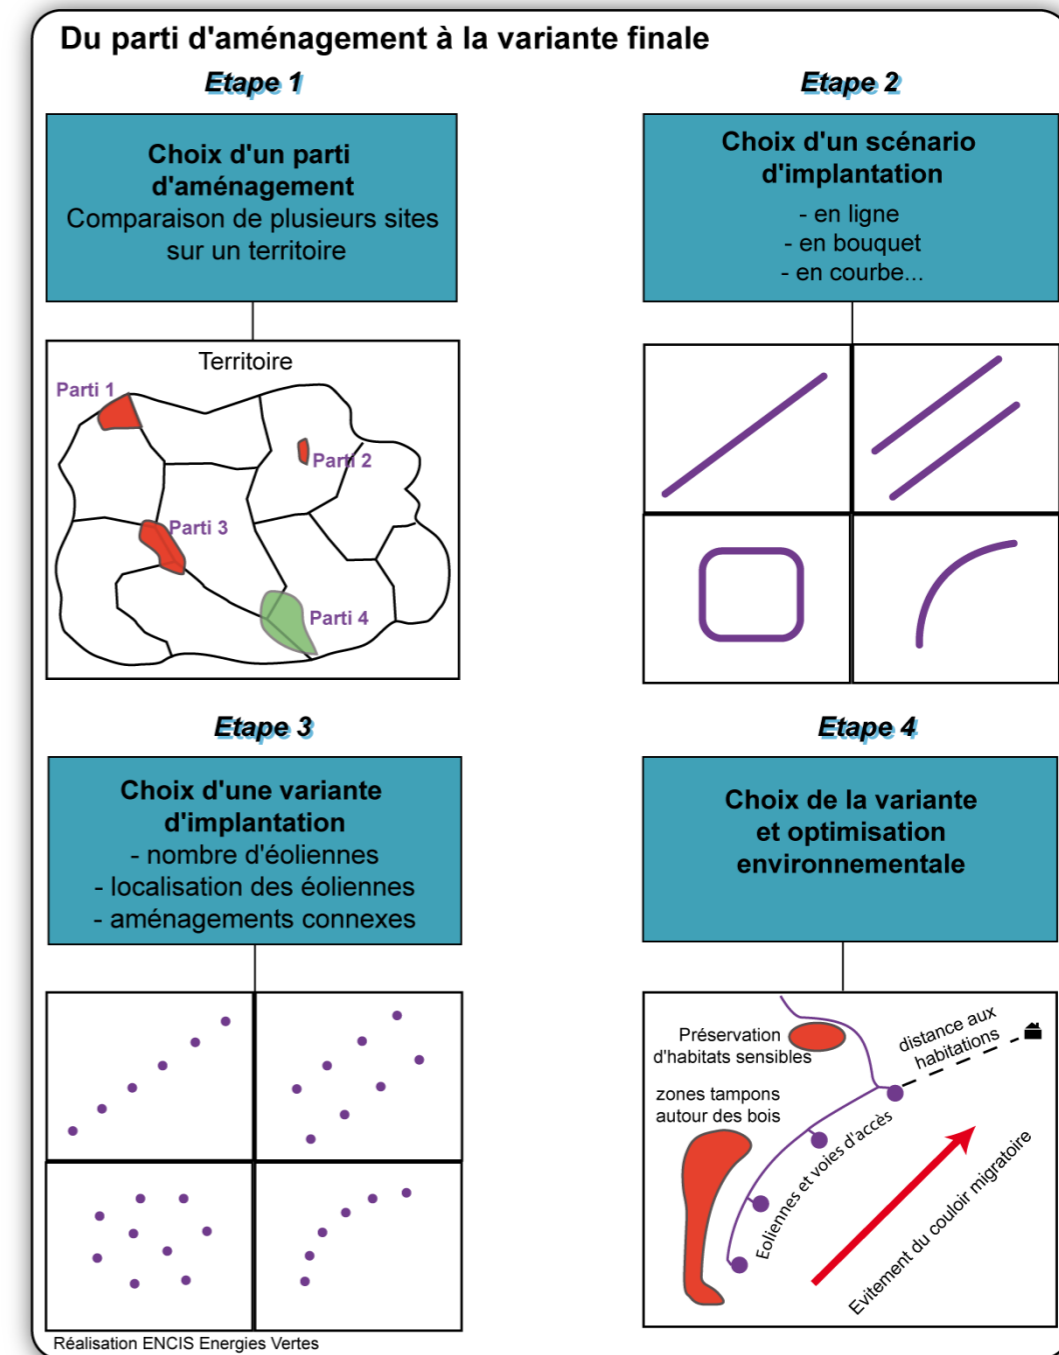 Du parti d'aménagement à la variante finale
Etape 1
Choix d'un parti
d'aménagement
Comparaison de plusieurs sites
sur un territoire
Territoire
Parti 1
Parti 2
Parti 3
Parti 4
Etape 2
Choix d'un scénario
d'implantation
- en ligne
- en bouquet
- en courbe...
Etape 3
Choix d'une variante
d'implantation
- nombre d'éoliennes
- localisation des éoliennes
- aménagements connexes
Etape 4
Choix de la variante
et optimisation
environnementale
Préservation
d'habitats sensibles
distance aux
habitations
zones tampons
autour des bois
Eoliennes et voies d'accès
Evitement du couloir migratoire
Réalisation ENCIS Energies Vertes